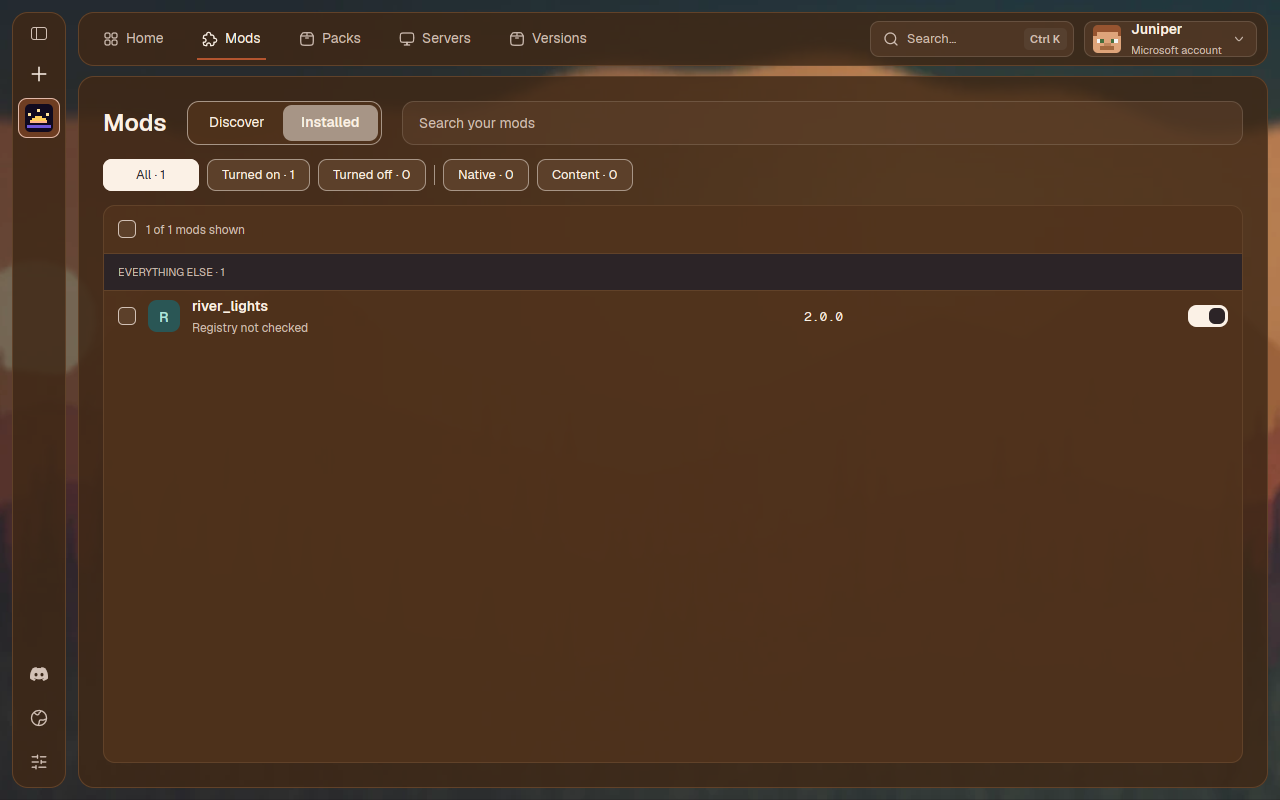 Home
Mods
Packs
Servers
Versions
Search...
Ctrl K
Juniper
Microsoft account
Mods
Discover
Installed
Search your mods
All · 1
Turned on · 1
Turned off · 0
Native · 0
Content · 0
1 of 1 mods shown
EVERYTHING ELSE · 1
R
river_lights
Registry not checked
2.0.0